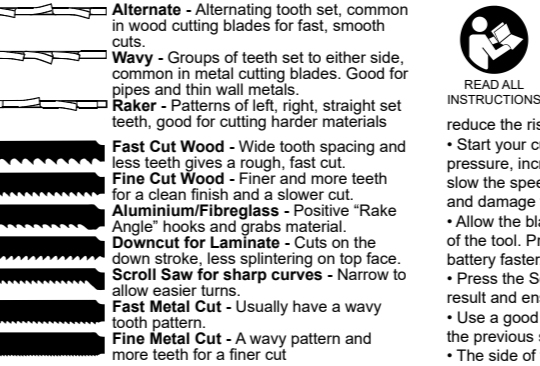 Alternate - Alternating tooth set, common
in wood cutting blades for fast, smooth
cuts.
Wavy - Groups of teeth set to either side,
common in metal cutting blades. Good for
pipes and thin wall metals.
Raker - Patterns of left, right, straight set
teeth, good for cutting harder materials
Fast Cut Wood - Wide tooth spacing and
less teeth gives a rough, fast cut.
Fine Cut Wood - Finer and more teeth
for a clean finish and a slower cut.
Aluminium/Fibreglass - Positive “Rake
Angle” hooks and grabs material.
Downcut for Laminate - Cuts on the
down stroke, less splintering on top face.
Scroll Saw for sharp curves - Narrow to
allow easier turns.
Fast Metal Cut - Usually have a wavy
tooth pattern.
Fine Metal Cut - A wavy pattern and
more teeth for a finer cut
READ ALL
INSTRUCTIONS
reduce the
• Start your
pressure,
slow the
and damage
• Allow the
of the tool.
battery faster
• Press the
result and
• Use a good
the previous
• The side of